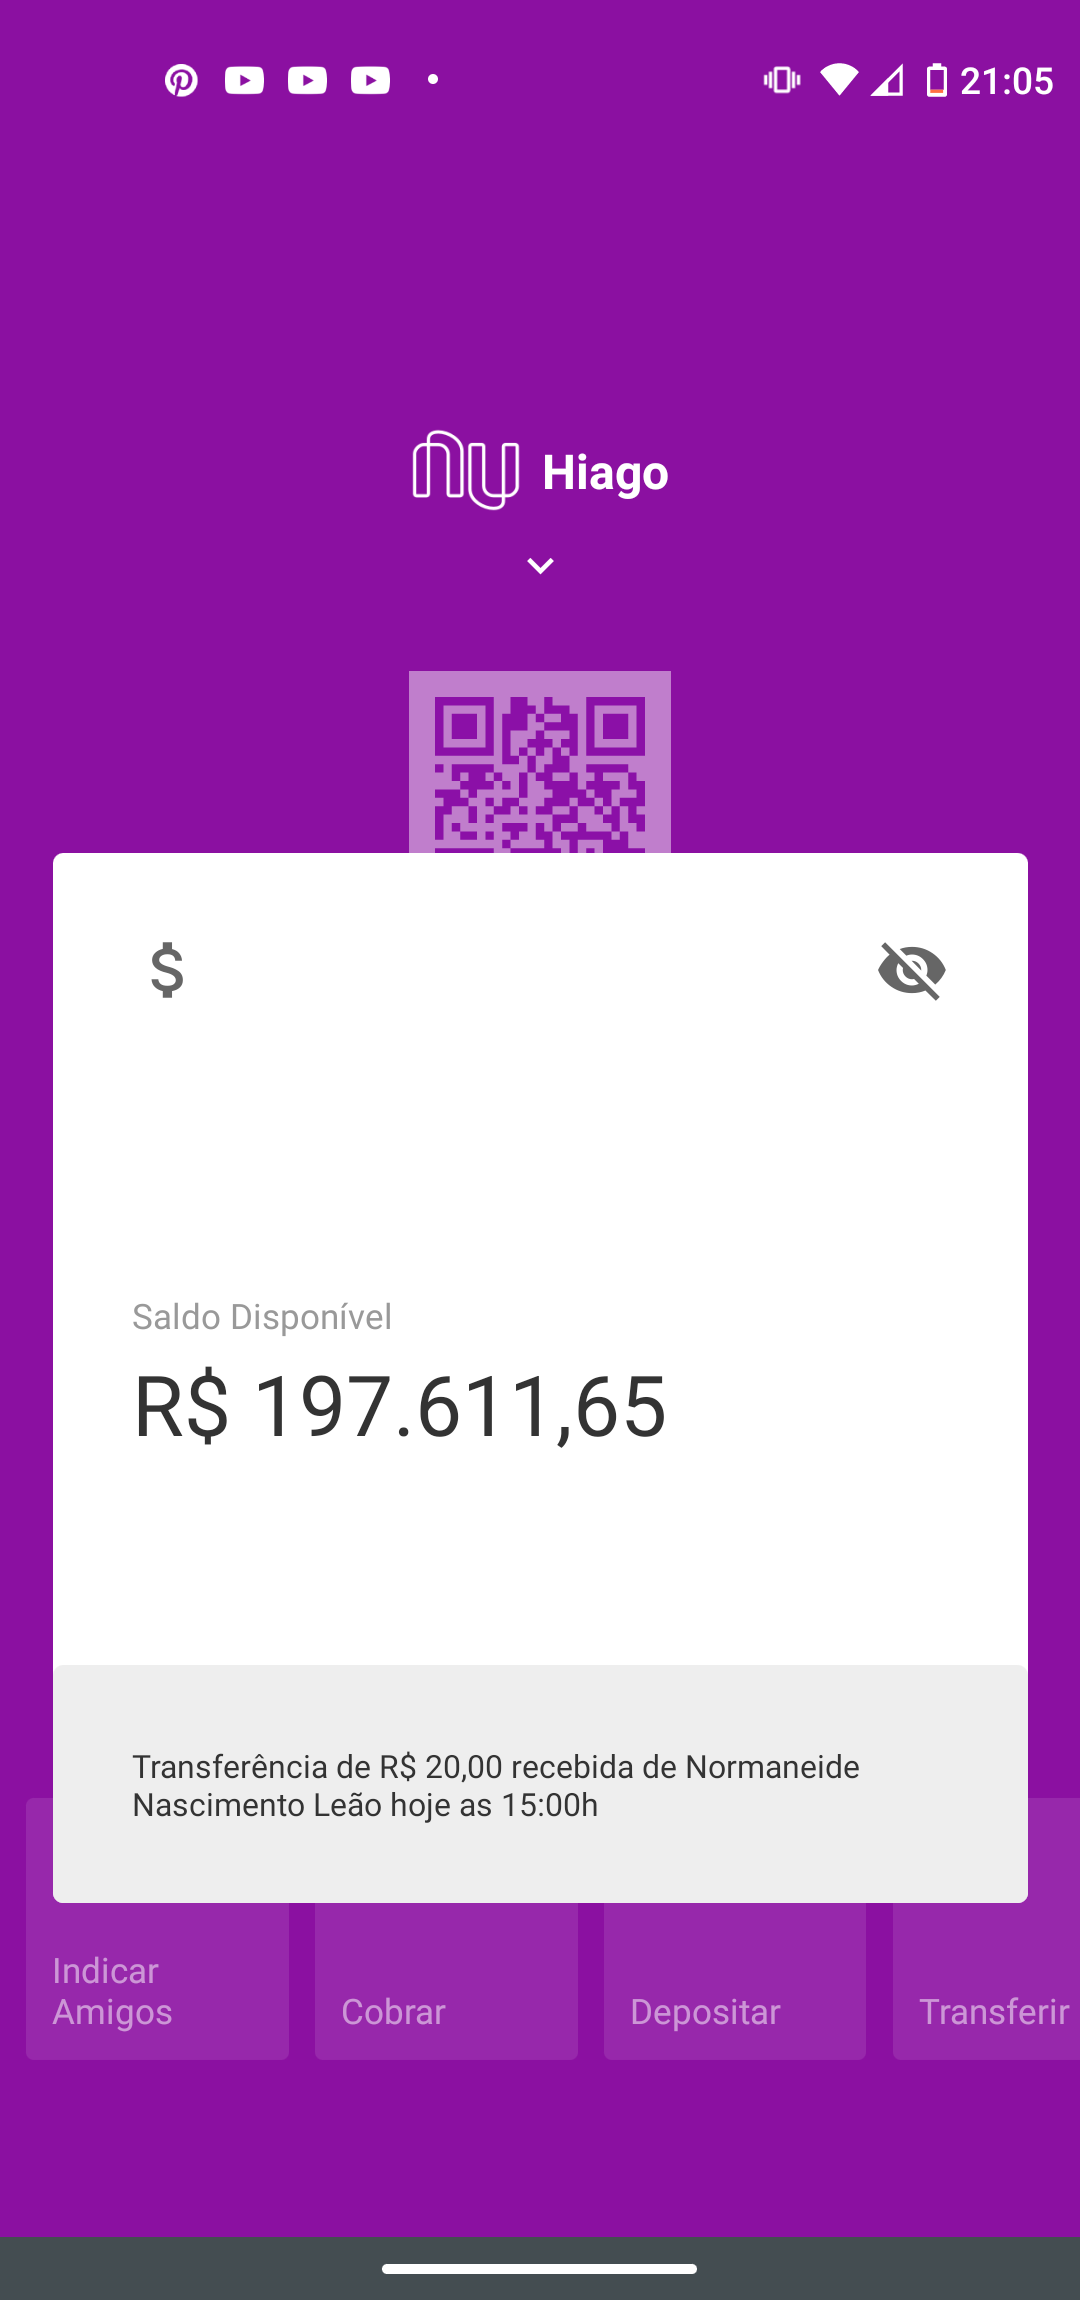 21:05
nu Hiago
$
Saldo Disponível
R$ 197.611,65
Transferência de R$ 20,00 recebida de Normaneide
Nascimento Leão hoje as 15:00h
Indicar
Amigos
Cobrar
Depositar
Transferir